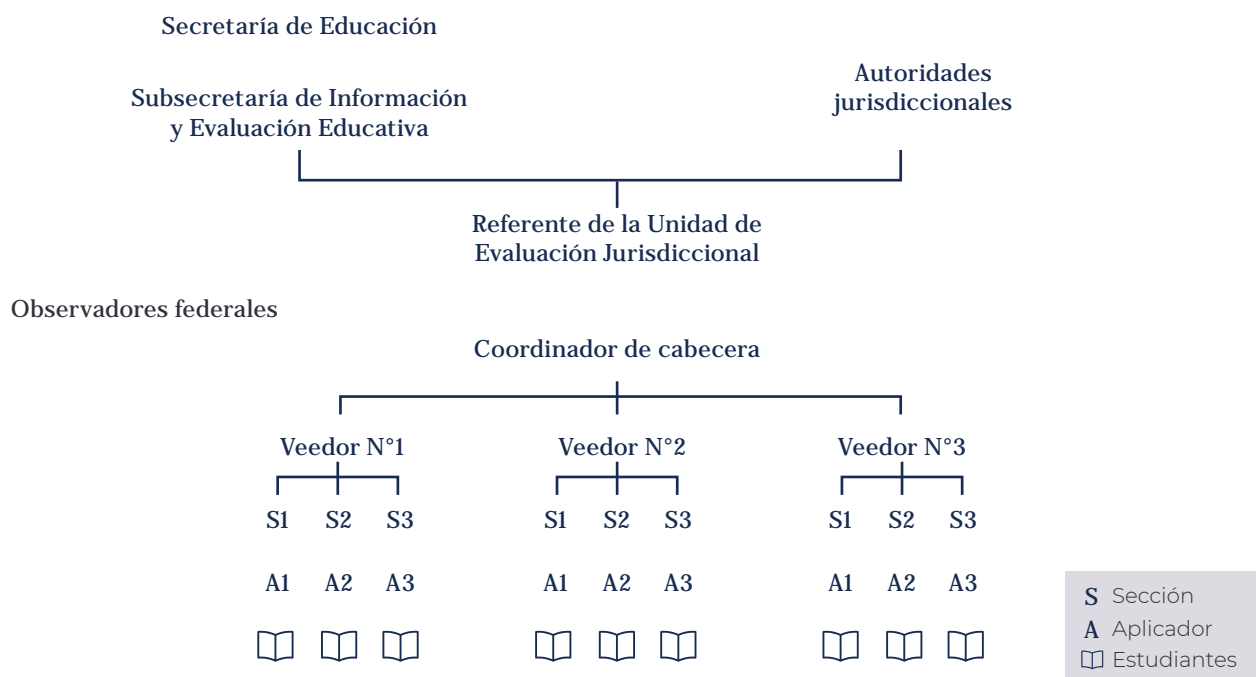 Secretaría de Educación
Subsecretaría de Información
y Evaluación Educativa
Autoridades
jurisdiccionales
Referente de la Unidad de
Evaluación Jurisdiccional
Observadores federales
Coordinador de cabecera
Veedor N°1
Veedor N°2
Veedor N°3
S1 S2 S3
S1 S2 S3
S1 S2 S3
A1 A2 A3
A1 A2 A3
A1 A2 A3
S Sección
A Aplicador
Estudiantes